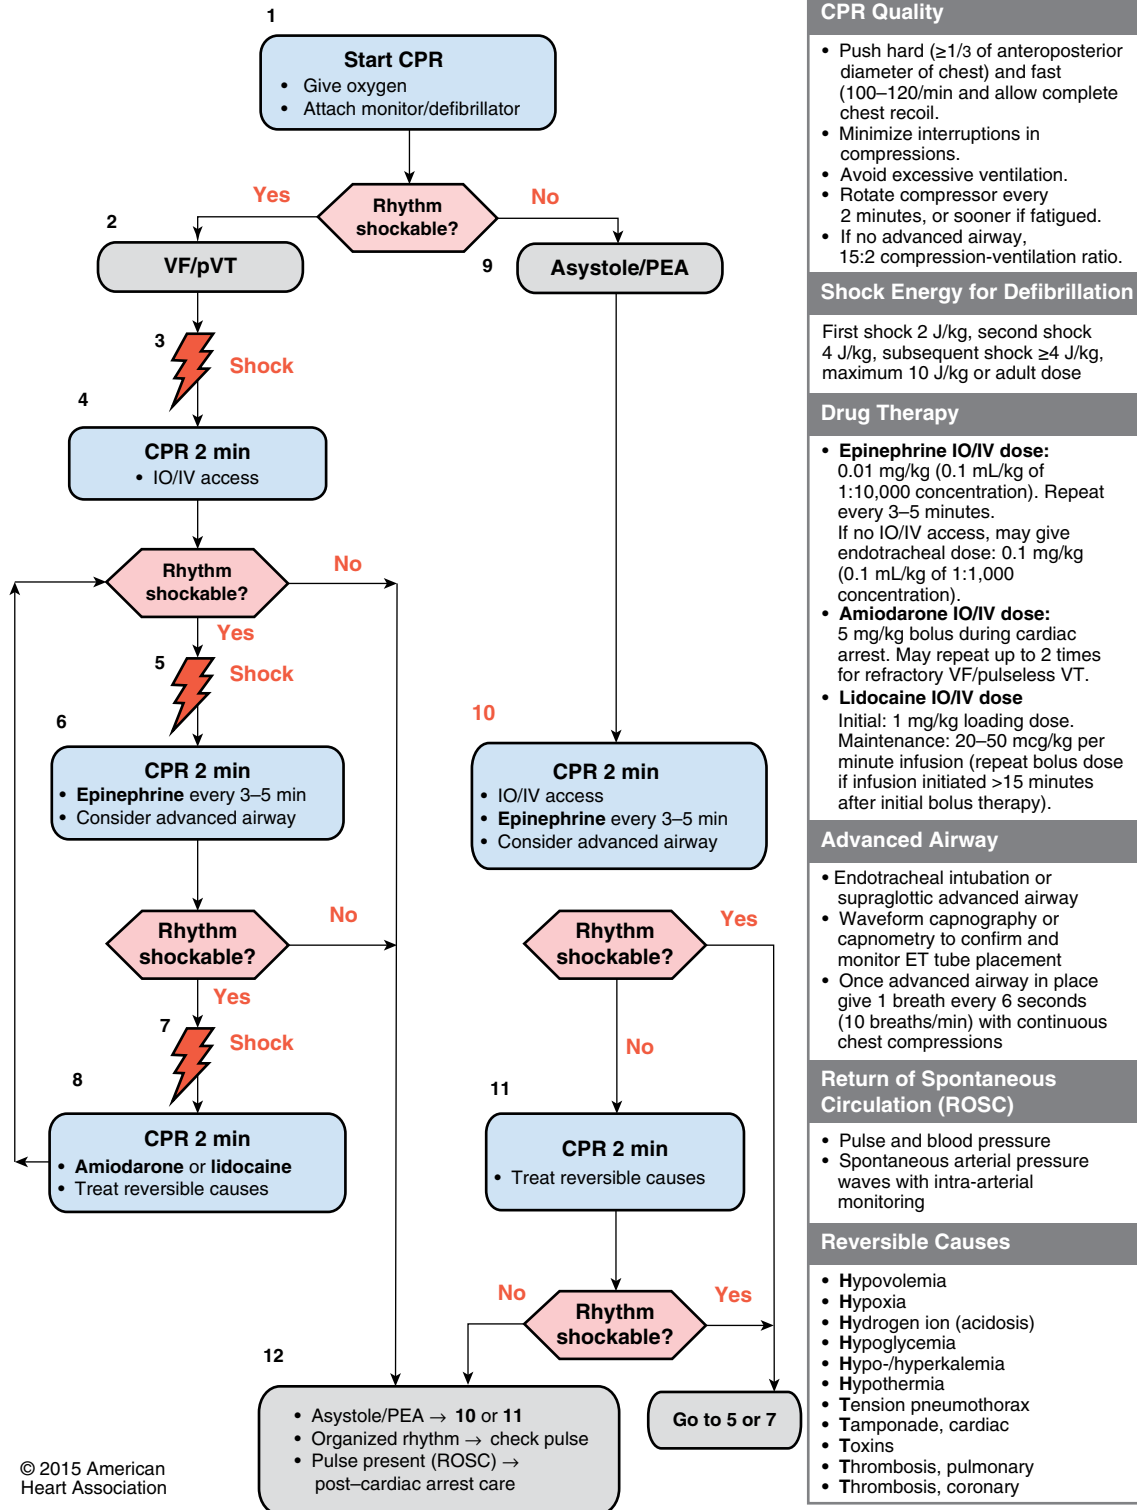 1
Start CPR
• Give oxygen
• Attach monitor/defibrillator
Rhythm
shockable?
Yes
No
2
VF/pVT
9
Asystole/PEA
3
Shock
4
CPR 2 min
• IO/IV access
Rhythm
shockable?
No
Yes
5
Shock
6
CPR 2 min
• Epinephrine every 3–5 min
• Consider advanced airway
10
CPR 2 min
• IO/IV access
• Epinephrine every 3–5 min
• Consider advanced airway
Rhythm
shockable?
No
Yes
Rhythm
shockable?
Yes
No
7
Shock
8
CPR 2 min
• Amiodarone or lidocaine
• Treat reversible causes
11
CPR 2 min
• Treat reversible causes
Rhythm
shockable?
No
Yes
12
• Asystole/PEA → 10 or 11
• Organized rhythm → check pulse
• Pulse present (ROSC) →
post–cardiac arrest care
Go to 5 or 7
© 2015 American
Heart Association
CPR Quality
• Push hard (≥1/3 of anteroposterior
diameter of chest) and fast
(100–120/min and allow complete
chest recoil.
• Minimize interruptions in
compressions.
• Avoid excessive ventilation.
• Rotate compressor every
2 minutes, or sooner if fatigued.
• If no advanced airway,
15:2 compression-ventilation ratio.
Shock Energy for Defibrillation
First shock 2 J/kg, second shock
4 J/kg, subsequent shock ≥4 J/kg,
maximum 10 J/kg or adult dose
Drug Therapy
• Epinephrine IO/IV dose:
0.01 mg/kg (0.1 mL/kg of
1:10,000 concentration). Repeat
every 3–5 minutes.
If no IO/IV access, may give
endotracheal dose: 0.1 mg/kg
(0.1 mL/kg of 1:1,000
concentration).
• Amiodarone IO/IV dose:
5 mg/kg bolus during cardiac
arrest. May repeat up to 2 times
for refractory VF/pulseless VT.
• Lidocaine IO/IV dose
Initial: 1 mg/kg loading dose.
Maintenance: 20–50 mcg/kg per
minute infusion (repeat bolus dose
if infusion initiated >15 minutes
after initial bolus therapy).
Advanced Airway
• Endotracheal intubation or
supraglottic advanced airway
• Waveform capnography or
capnometry to confirm and
monitor ET tube placement
• Once advanced airway in place
give 1 breath every 6 seconds
(10 breaths/min) with continuous
chest compressions
Return of Spontaneous
Circulation (ROSC)
• Pulse and blood pressure
• Spontaneous arterial pressure
waves with intra-arterial
monitoring
Reversible Causes
• Hypovolemia
• Hypoxia
• Hydrogen ion (acidosis)
• Hypoglycemia
• Hypo-/hyperkalemia
• Hypothermia
• Tension pneumothorax
• Tamponade, cardiac
• Toxins
• Thrombosis, pulmonary
• Thrombosis, coronary